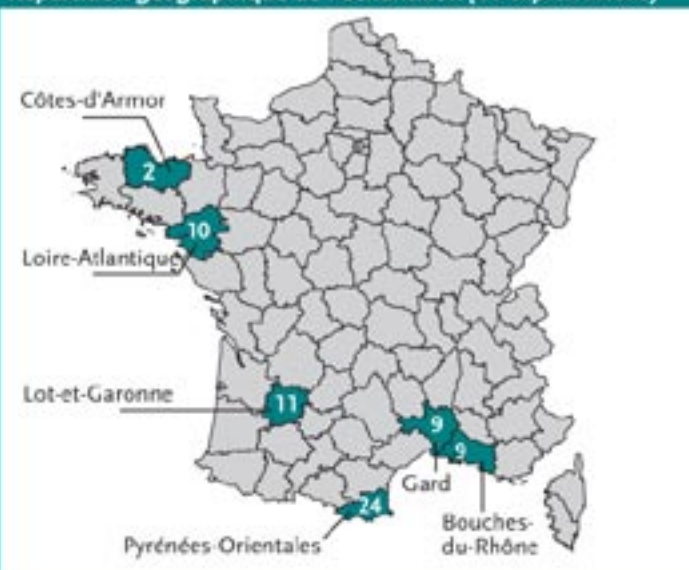 Côtes-d'Armor
2
10
Loire-Atlantique
Lot-et-Garonne
11
9
9
Gard
24
Bouches-
du-Rhône
Pyrénées-Orientales